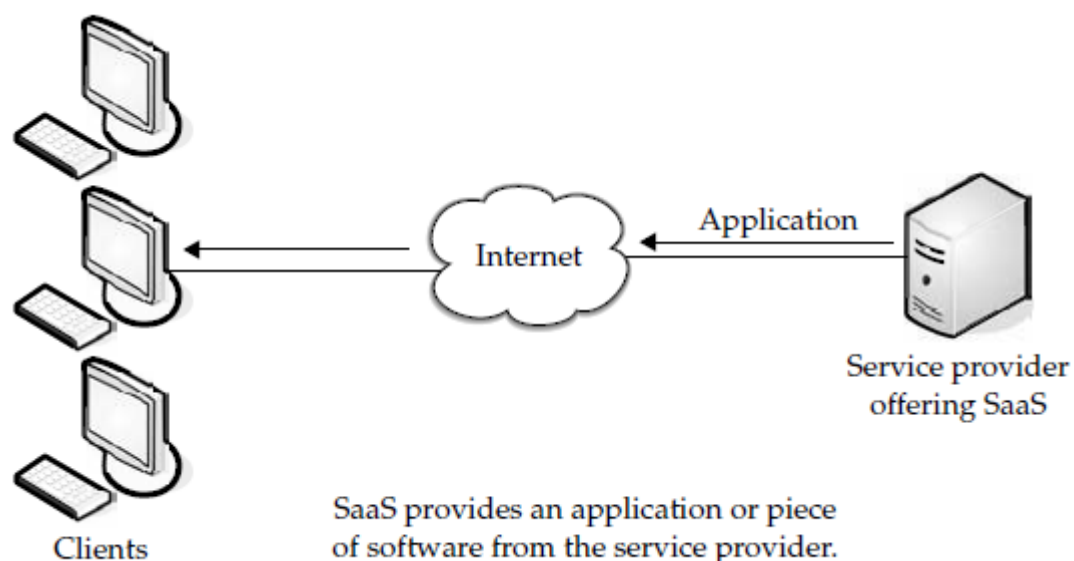 Internet
Application
Service provider
offering SaaS
Clients
SaaS provides an application or piece
of software from the service provider.